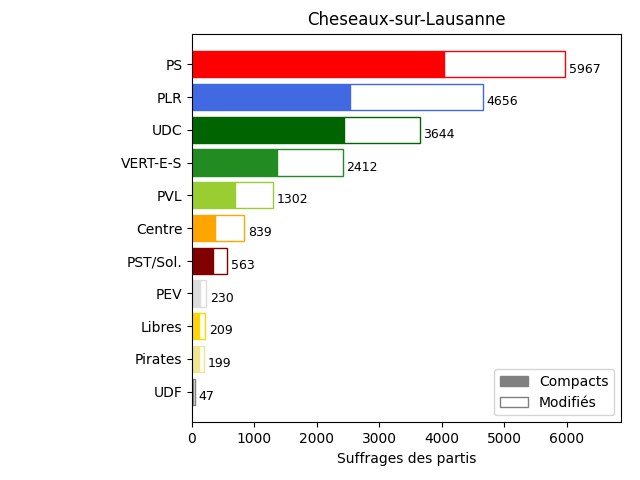 Cheseaux-sur-Lausanne
PS 5967
PLR 4656
UDC 3644
VERT-E-S 2412
PVL 1302
Centre 839
PST/Sol. 563
PEV 230
Libres 209
Pirates 199
UDF 47
Compacts
Modifiés
0 1000 2000 3000 4000 5000 6000
Suffrages des partis